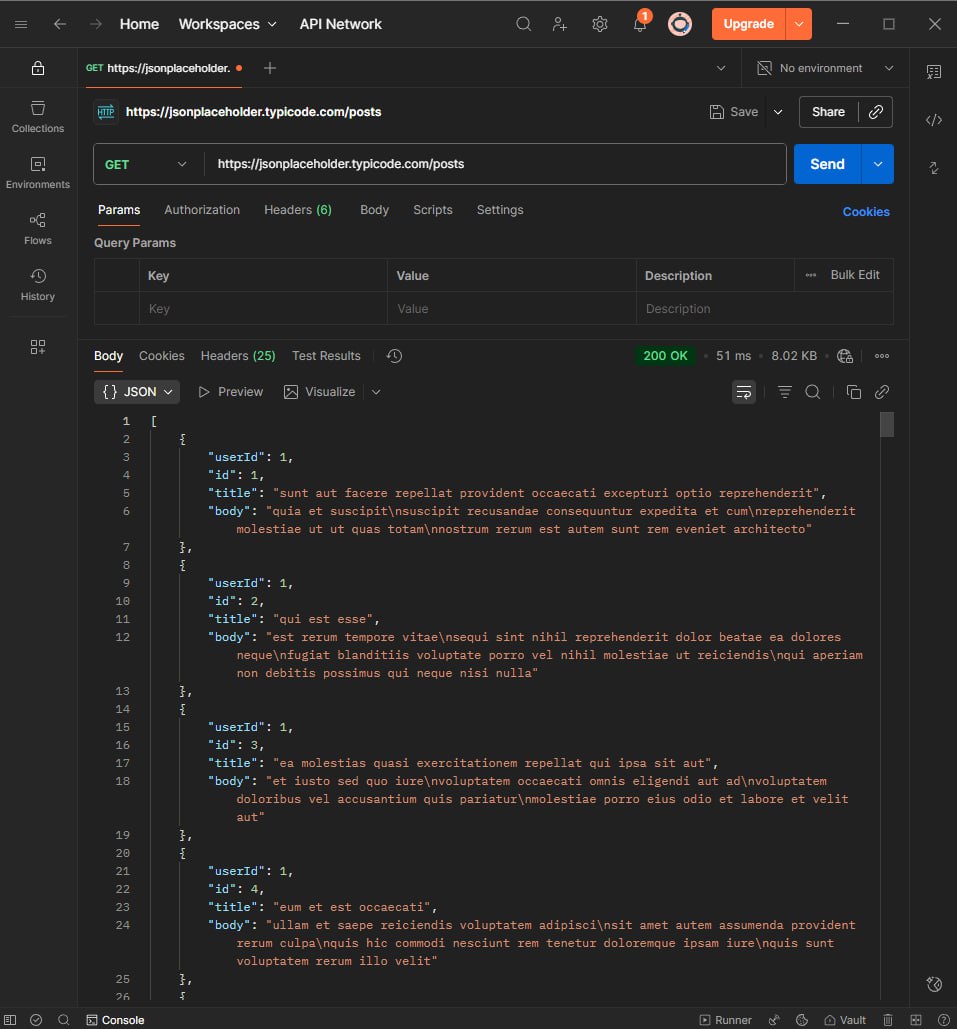 Home Workspaces API Network 1 Upgrade
GET https://jsonplaceholder. No environment
HTTP https://jsonplaceholder.typicode.com/posts Save Share
Collections
GET https://jsonplaceholder.typicode.com/posts Send
Environments
Params Authorization Headers (6) Body Scripts Settings Cookies
Flows
Query Params
Key Value Description Bulk Edit
History
Key Value Description
Body Cookies Headers (25) Test Results 200 OK 51 ms 8.02 KB
{} JSON Preview Visualize
1 [
2 {
3 "userId": 1,
4 "id": 1,
5 "title": "sunt aut facere repellat provident occaecati excepturi optio reprehenderit",
6 "body": "quia et suscipit\nsuscipit recusandae consequuntur expedita et cum\nreprehenderit
molestiae ut ut quas totam\nnostrum rerum est autem sunt rem eveniet architecto"
7 },
8 {
9 "userId": 1,
10 "id": 2,
11 "title": "qui est esse",
12 "body": "est rerum tempore vitae\nsequi sint nihil reprehenderit dolor beatae ea dolores
neque\nfugiat blanditiis voluptate porro vel nihil molestiae ut reiciendis\nqui aperiam
non debitis possimus qui neque nisi nulla"
13 },
14 {
15 "userId": 1,
16 "id": 3,
17 "title": "ea molestias quasi exercitationem repellat qui ipsa sit aut",
18 "body": "et iusto sed quo iure\nvoluptatem occaecati omnis eligendi aut ad\nvoluptatem
doloribus vel accusantium quis pariatur\nmolestiae porro eius odio et labore et velit
aut"
19 },
20 {
21 "userId": 1,
22 "id": 4,
23 "title": "eum et est occaecati",
24 "body": "ullam et saepe reiciendis voluptatem adipisci\nsit amet autem assumenda provident
rerum culpa\nquis hic commodi nesciunt rem tenetur doloremque ipsam iure\nquis sunt
voluptatem rerum illo velit"
25 },
26 {
Console Runner Vault